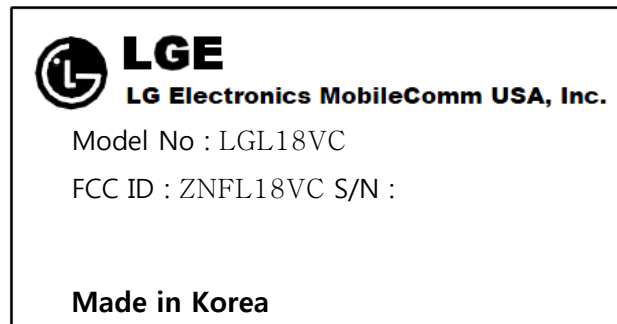 LGE
LG Electronics MobileComm USA, Inc.
Model No : LGL18VC
FCC ID : ZNFL18VC S/N :
Made in Korea